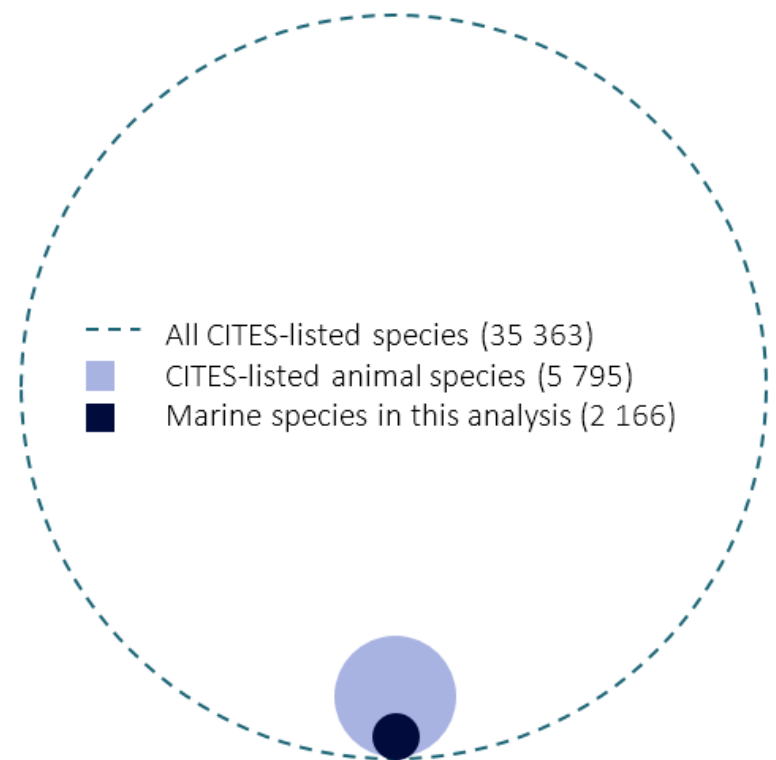 All CITES-listed species (35 363)
CITES-listed animal species (5 795)
Marine species in this analysis (2 166)